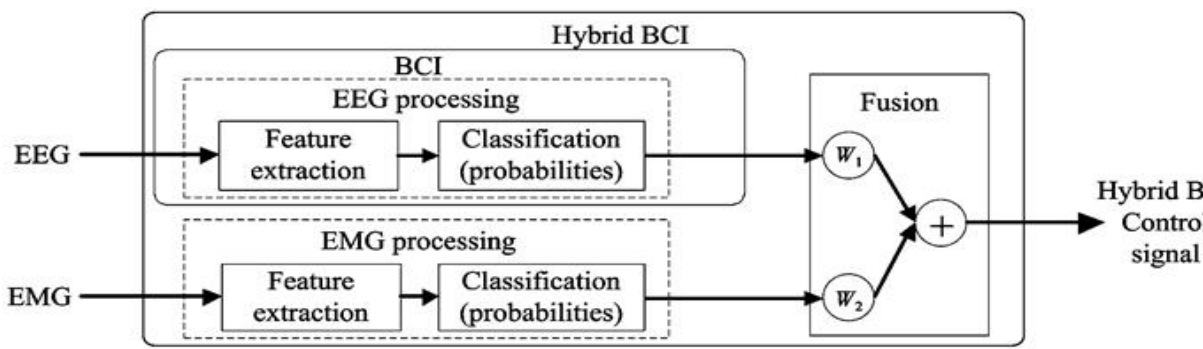 Hybrid BCI
BCI
EEG processing
Fusion
EEG
Feature
extraction
Classification
(probabilities)
W₁
Hybrid B
Contro
signal
+
EMG processing
EMG
Feature
extraction
Classification
(probabilities)
W₂